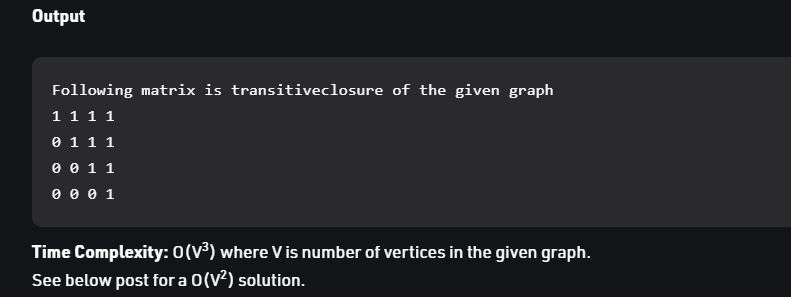 Output
Following matrix is transitiveclosure of the given graph
1 1 1 1
0 1 1 1
0 0 1 1
0 0 0 1
Time Complexity: O(V³) where V is number of vertices in the given graph.
See below post for a O(V²) solution.